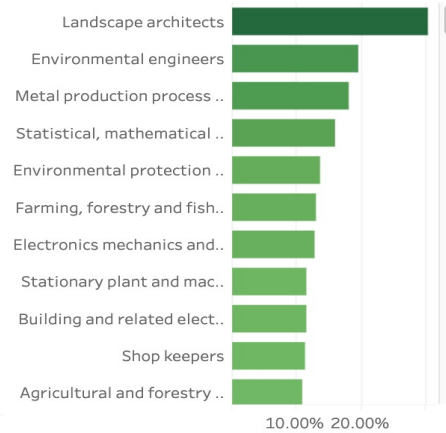 Landscape architects
Environmental engineers
Metal production process ..
Statistical, mathematical ..
Environmental protection ..
Farming, forestry and fish..
Electronics mechanics and..
Stationary plant and mac..
Building and related elect..
Shop keepers
Agricultural and forestry ..
10.00% 20.00%